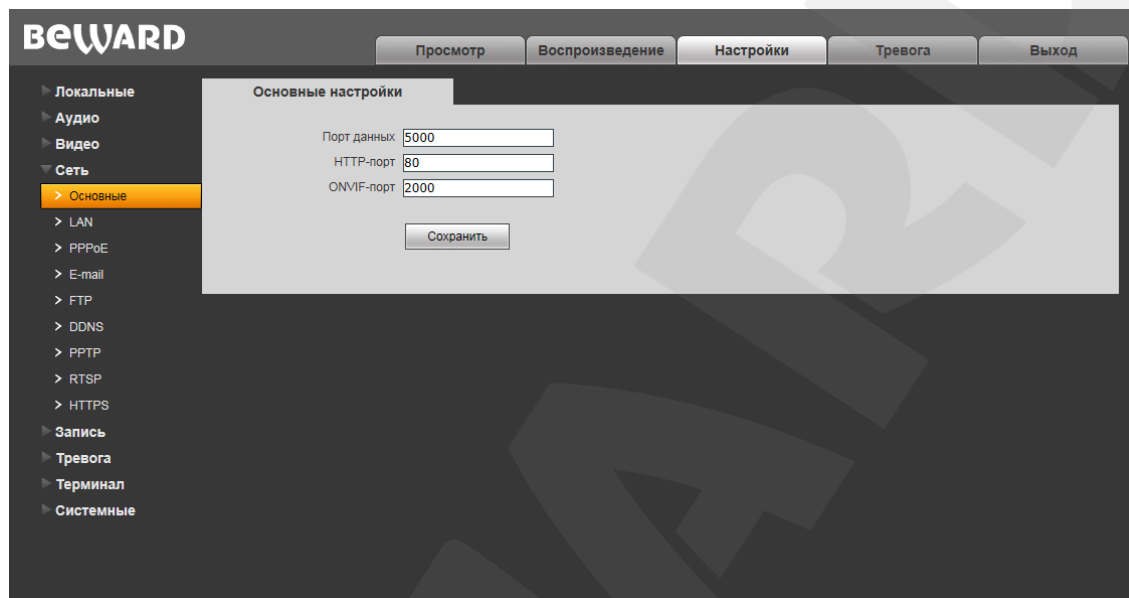 BEWARD
Просмотр Воспроизведение Настройки Тревога Выход
Локальные
Аудио
Видео
Сеть
> Основные
> LAN
> PPPoE
> E-mail
> FTP
> DDNS
> PPTP
> RTSP
> HTTPS
Запись
Тревога
Терминал
Системные
Основные настройки
Порт данных 5000
HTTP-порт 80
ONVIF-порт 2000
Сохранить